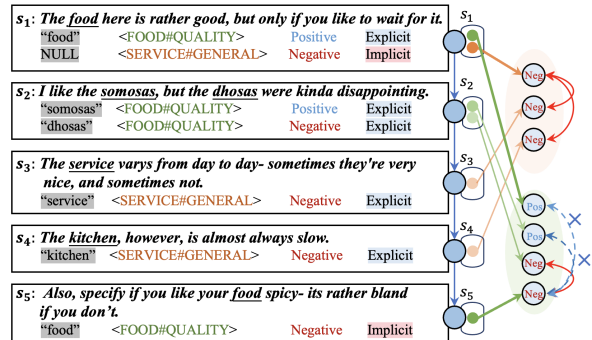 s1: The food here is rather good, but only if you like to wait for it.
"food" <FOOD#QUALITY> Positive Explicit
NULL <SERVICE#GENERAL> Negative Implicit
s2: I like the somosas, but the dhosas were kinda disappointing.
"somosas" <FOOD#QUALITY> Positive Explicit
"dhosas" <FOOD#QUALITY> Negative Explicit
s3: The service varys from day to day- sometimes they're very
nice, and sometimes not.
"service" <SERVICE#GENERAL> Negative Explicit
s4: The kitchen, however, is almost always slow.
"kitchen" <SERVICE#GENERAL> Negative Explicit
s5: Also, specify if you like your food spicy- its rather bland
if you don't.
"food" <FOOD#QUALITY> Negative Implicit
s1
s2
s3
s4
s5
Neg
Neg
Neg
Pos
Pos
Neg
Neg